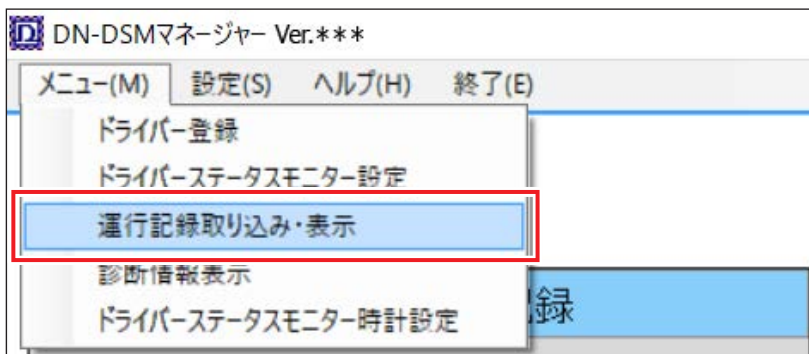 DN-DSMマネージャー Ver.***
メニュー(M) 設定(S) ヘルプ(H) 終了(E)
ドライバー登録
ドライバーステータスモニター設定
運行記録取り込み・表示
診断情報表示
ドライバーステータスモニター時計設定
録